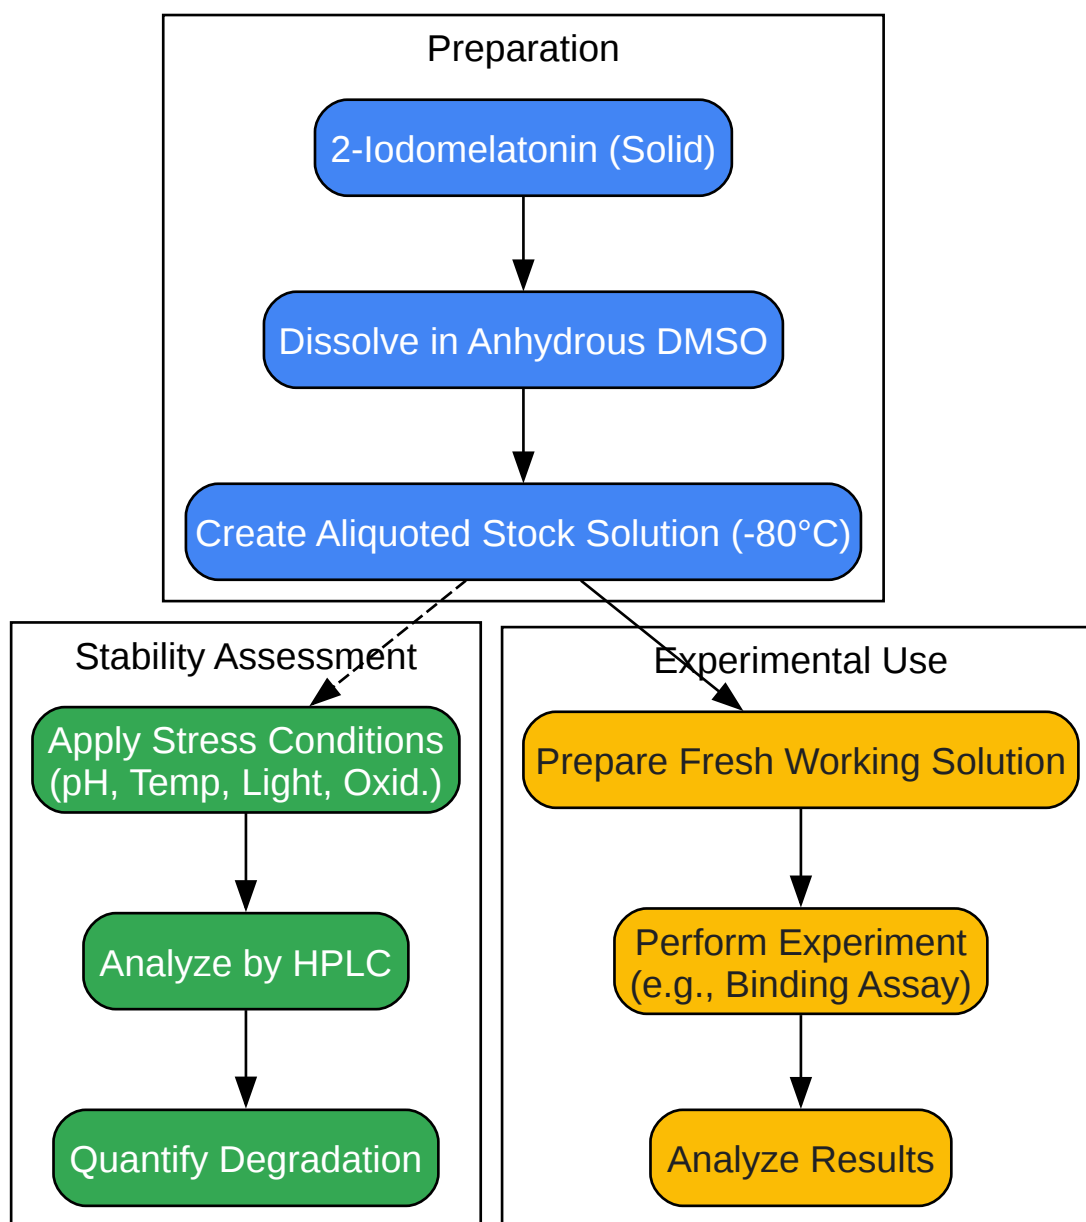 Preparation
2-Iodomelatonin (Solid)
Dissolve in Anhydrous DMSO
Create Aliquoted Stock Solution (-80°C)
Stability Assessment
Apply Stress Conditions
(pH, Temp, Light, Oxid.)
Analyze by HPLC
Quantify Degradation
Experimental Use
Prepare Fresh Working Solution
Perform Experiment
(e.g., Binding Assay)
Analyze Results